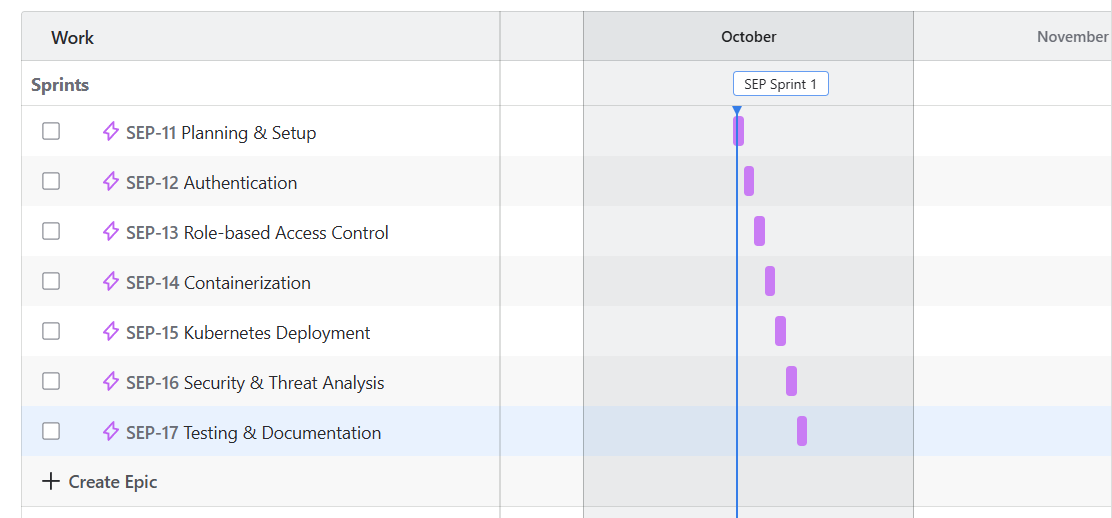 Work
October
November
Sprints
SEP Sprint 1
SEP-11 Planning & Setup
SEP-12 Authentication
SEP-13 Role-based Access Control
SEP-14 Containerization
SEP-15 Kubernetes Deployment
SEP-16 Security & Threat Analysis
SEP-17 Testing & Documentation
Create Epic